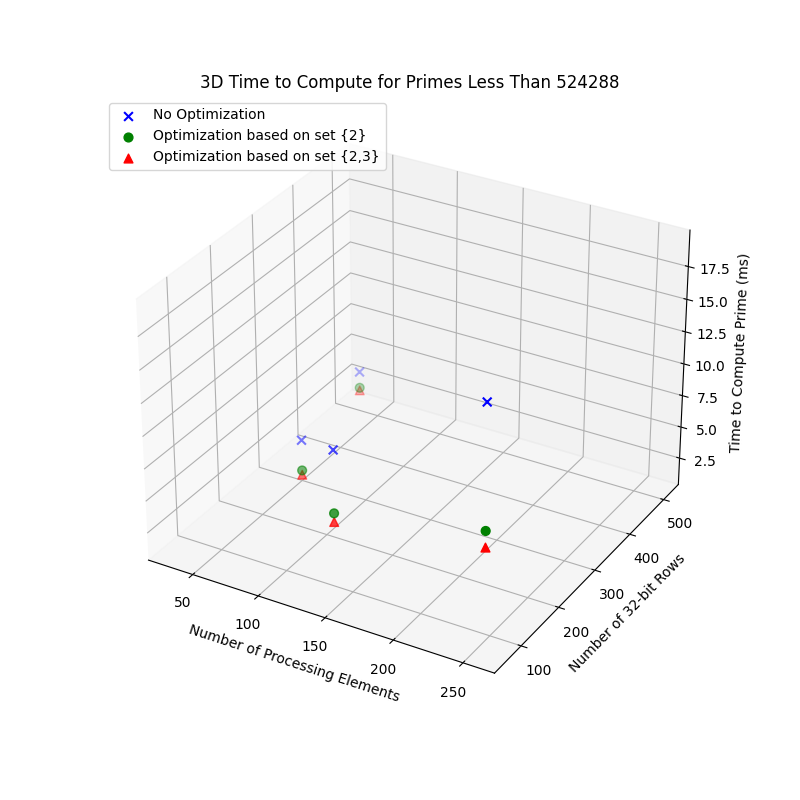 3D Time to Compute for Primes Less Than 524288
No Optimization
Optimization based on set {2}
Optimization based on set {2,3}
17.5
15.0
12.5
10.0
7.5
5.0
2.5
Time to Compute Prime (ms)
500
400
300
200
100
Number of 32-bit Rows
50
100
150
200
250
Number of Processing Elements